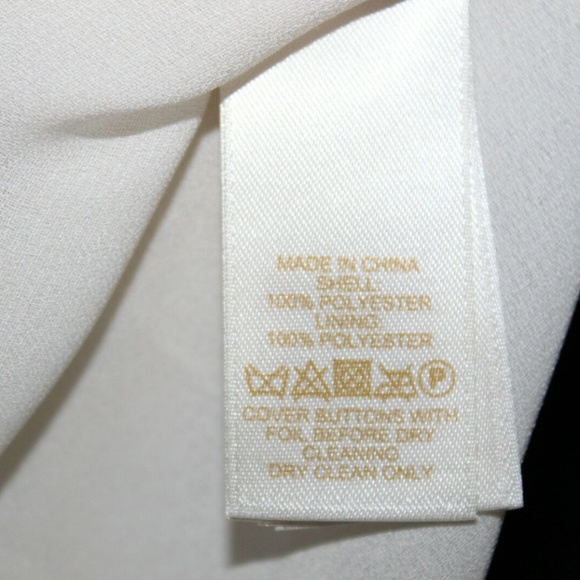 MADE IN CHINA
SHELL:
100% POLYESTER
LINING:
100% POLYESTER
P
COVER BUTTONS WITH
FOIL BEFORE DRY
CLEANING
DRY CLEAN ONLY